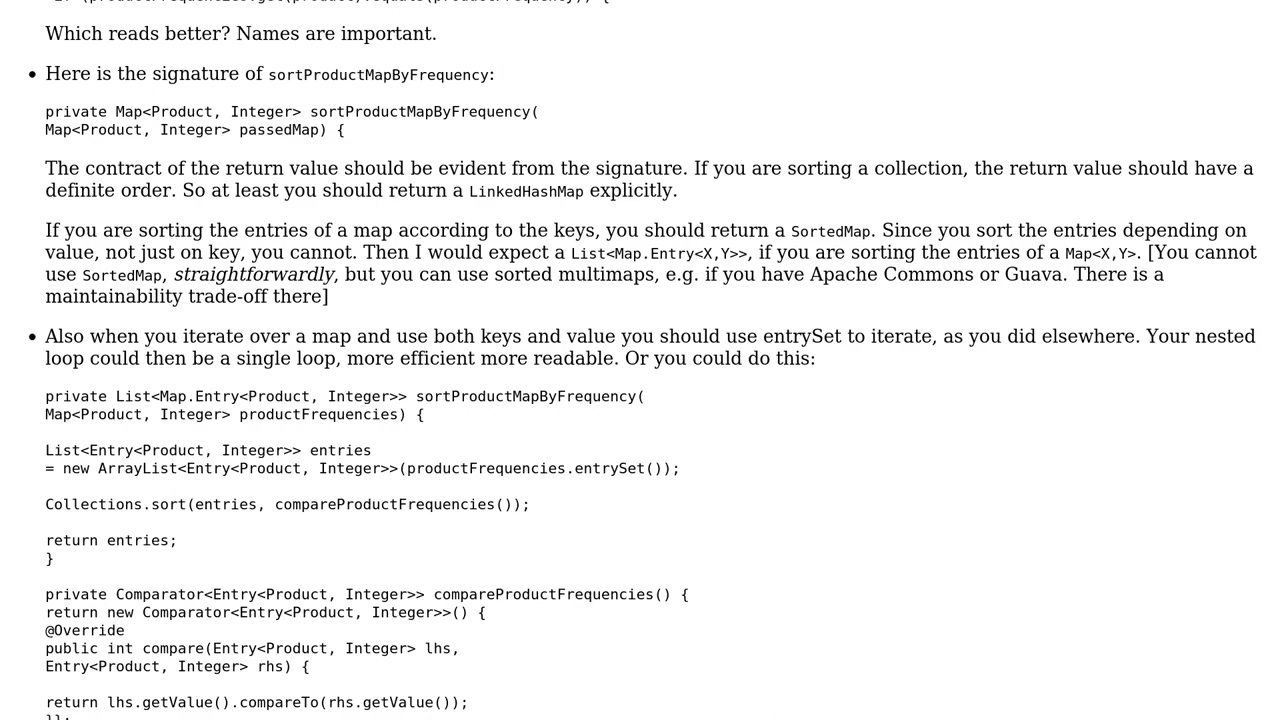 Which reads better? Names are important.
• Here is the signature of sortProductMapByFrequency:
private Map<Product, Integer> sortProductMapByFrequency(
Map<Product, Integer> passedMap) {
The contract of the return value should be evident from the signature. If you are sorting a collection, the return value should have a
definite order. So at least you should return a LinkedHashMap explicitly.
If you are sorting the entries of a map according to the keys, you should return a SortedMap. Since you sort the entries depending on
value, not just on key, you cannot. Then I would expect a List<Map.Entry<X,Y>>, if you are sorting the entries of a Map<X,Y>. [You cannot
use SortedMap, straightforwardly, but you can use sorted multimaps, e.g. if you have Apache Commons or Guava. There is a
maintainability trade-off there]
• Also when you iterate over a map and use both keys and value you should use entrySet to iterate, as you did elsewhere. Your nested
loop could then be a single loop, more efficient more readable. Or you could do this:
private List<Map.Entry<Product, Integer>> sortProductMapByFrequency(
Map<Product, Integer> productFrequencies) {
List<Entry<Product, Integer>> entries
= new ArrayList<Entry<Product, Integer>>(productFrequencies.entrySet());
Collections.sort(entries, compareProductFrequencies());
return entries;
}
private Comparator<Entry<Product, Integer>> compareProductFrequencies() {
return new Comparator<Entry<Product, Integer>>() {
@Override
public int compare(Entry<Product, Integer> lhs,
Entry<Product, Integer> rhs) {
return lhs.getValue().compareTo(rhs.getValue());